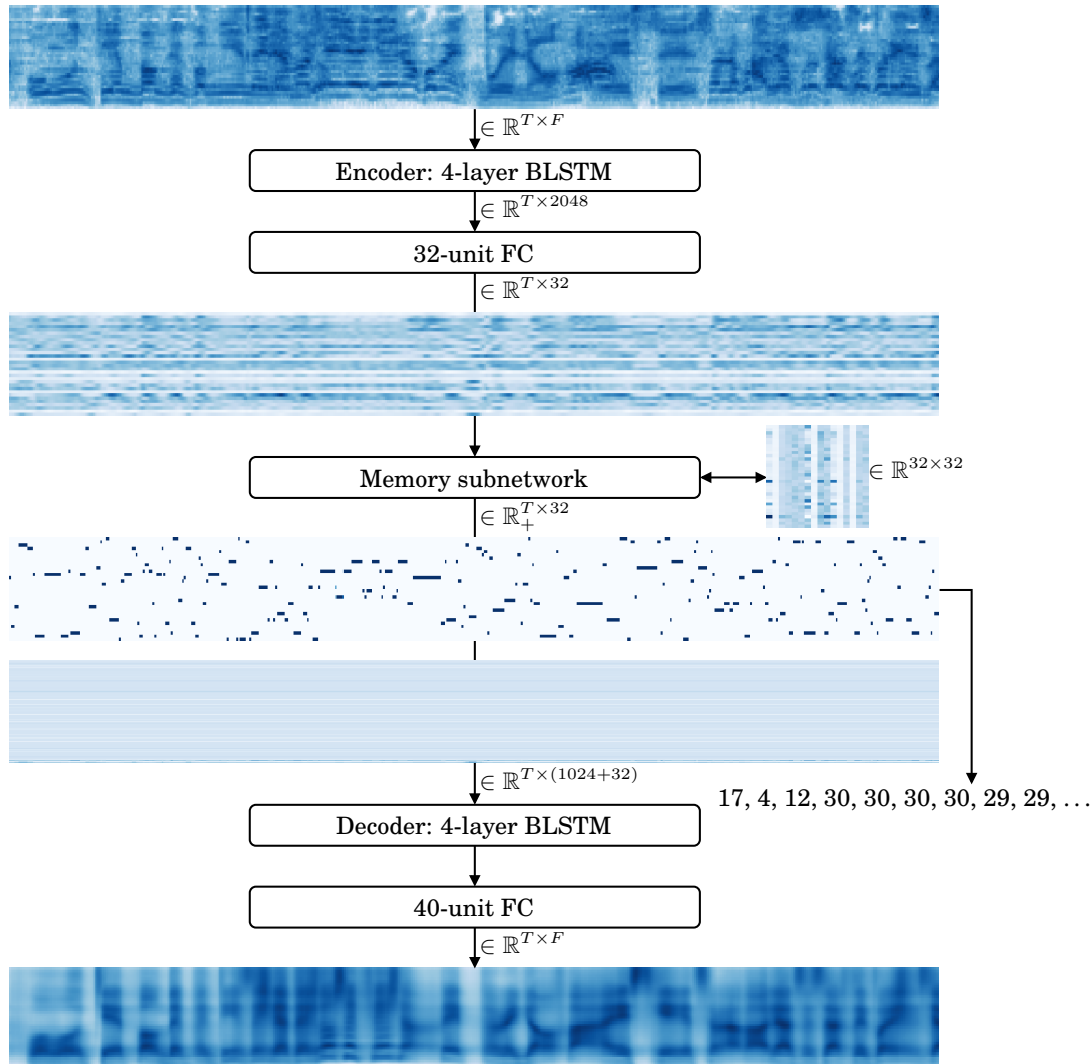 ∈ ℝ^{T×F}
Encoder: 4-layer BLSTM
∈ ℝ^{T×2048}
32-unit FC
∈ ℝ^{T×32}
Memory subnetwork
∈ ℝ^{32×32}
∈ ℝ_+^{T×32}
∈ ℝ^{T×(1024+32)}
17, 4, 12, 30, 30, 30, 30, 29, 29, …
Decoder: 4-layer BLSTM
40-unit FC
∈ ℝ^{T×F}